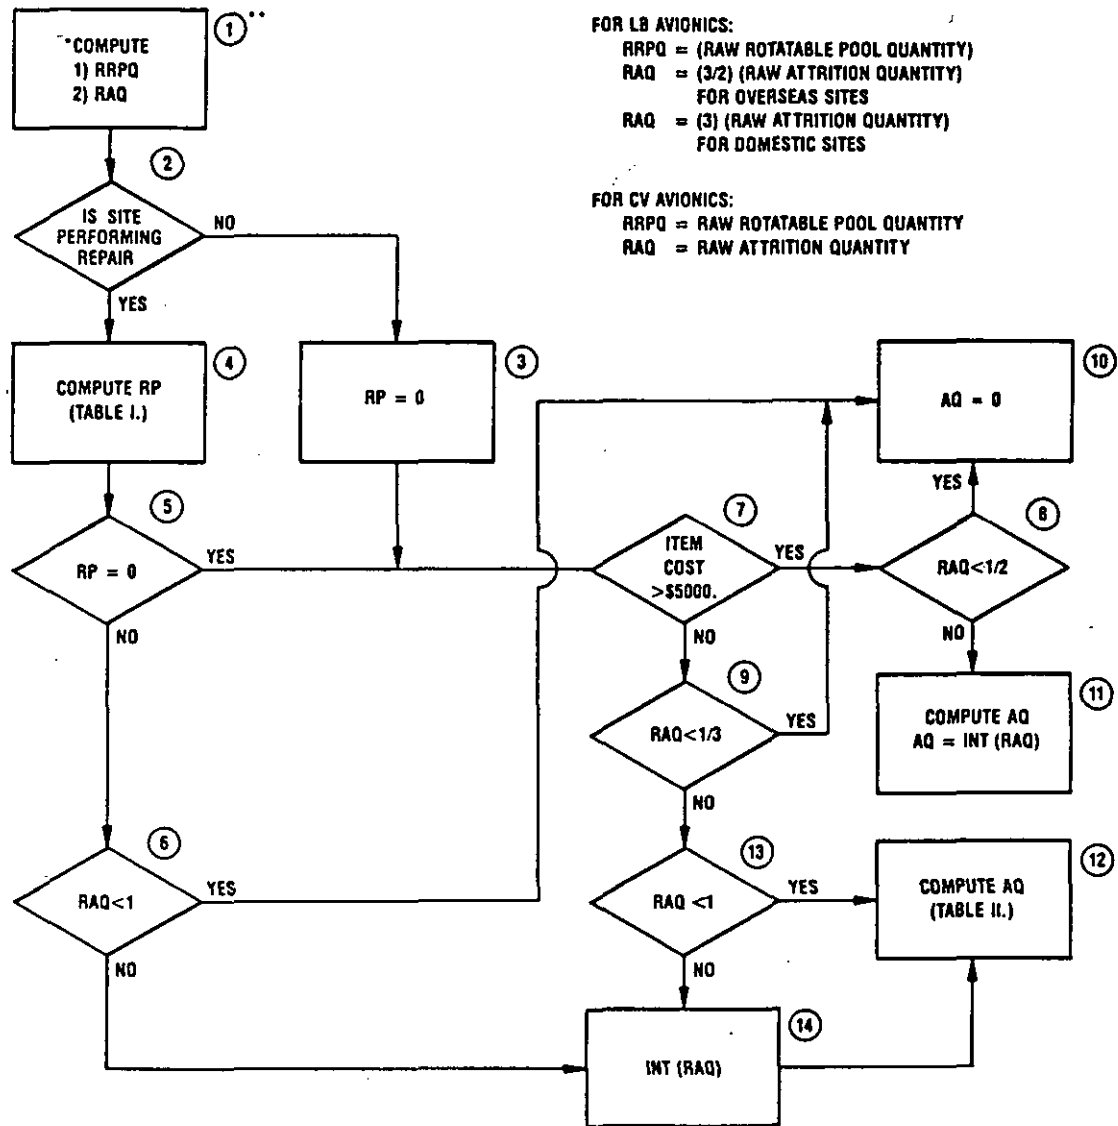 *COMPUTE
1) RRPQ
2) RAQ
1 **
FOR LB AVIONICS:
RRPQ = (RAW ROTATABLE POOL QUANTITY)
RAQ = (3/2) (RAW ATTRITION QUANTITY)
FOR OVERSEAS SITES
RAQ = (3) (RAW ATTRITION QUANTITY)
FOR DOMESTIC SITES
FOR CV AVIONICS:
RRPQ = RAW ROTATABLE POOL QUANTITY
RAQ = RAW ATTRITION QUANTITY
2
IS SITE
PERFORMING
REPAIR
NO
YES
4
COMPUTE RP
(TABLE I.)
3
RP = 0
10
AQ = 0
YES
5
RP = 0
YES
NO
7
ITEM
COST
>$5000.
YES
NO
8
RAQ<1/2
NO
9
RAQ<1/3
YES
NO
11
COMPUTE AQ
AQ = INT (RAQ)
6
RAQ<1
YES
NO
13
RAQ <1
YES
NO
12
COMPUTE AQ
(TABLE II.)
14
INT (RAQ)